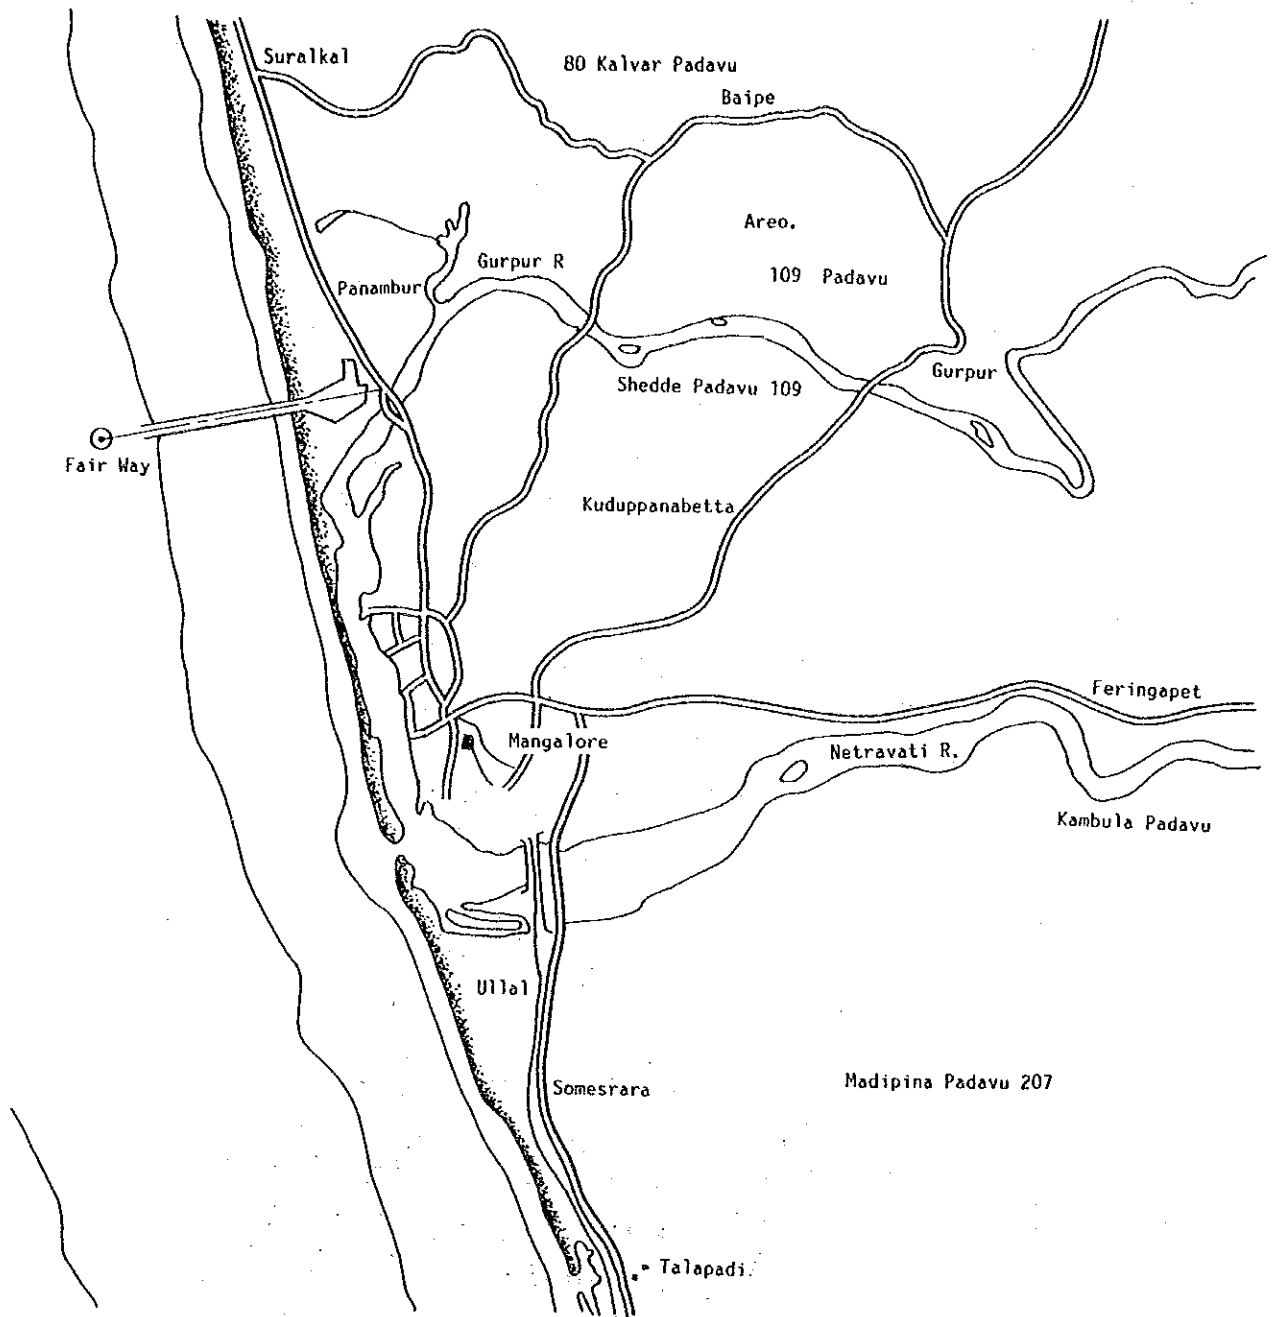 Suralkal
80 Kalvar Padavu
Baipe
Areo.
109 Padavu
Gurpur R
Panambur
Shedde Padavu 109
Gurpur
Fair Way
Kuduppanabetta
Feringapet
Mangalore
Netravati R.
Kambula Padavu
Ullal
Somesrara
Madipina Padavu 207
Talapadi